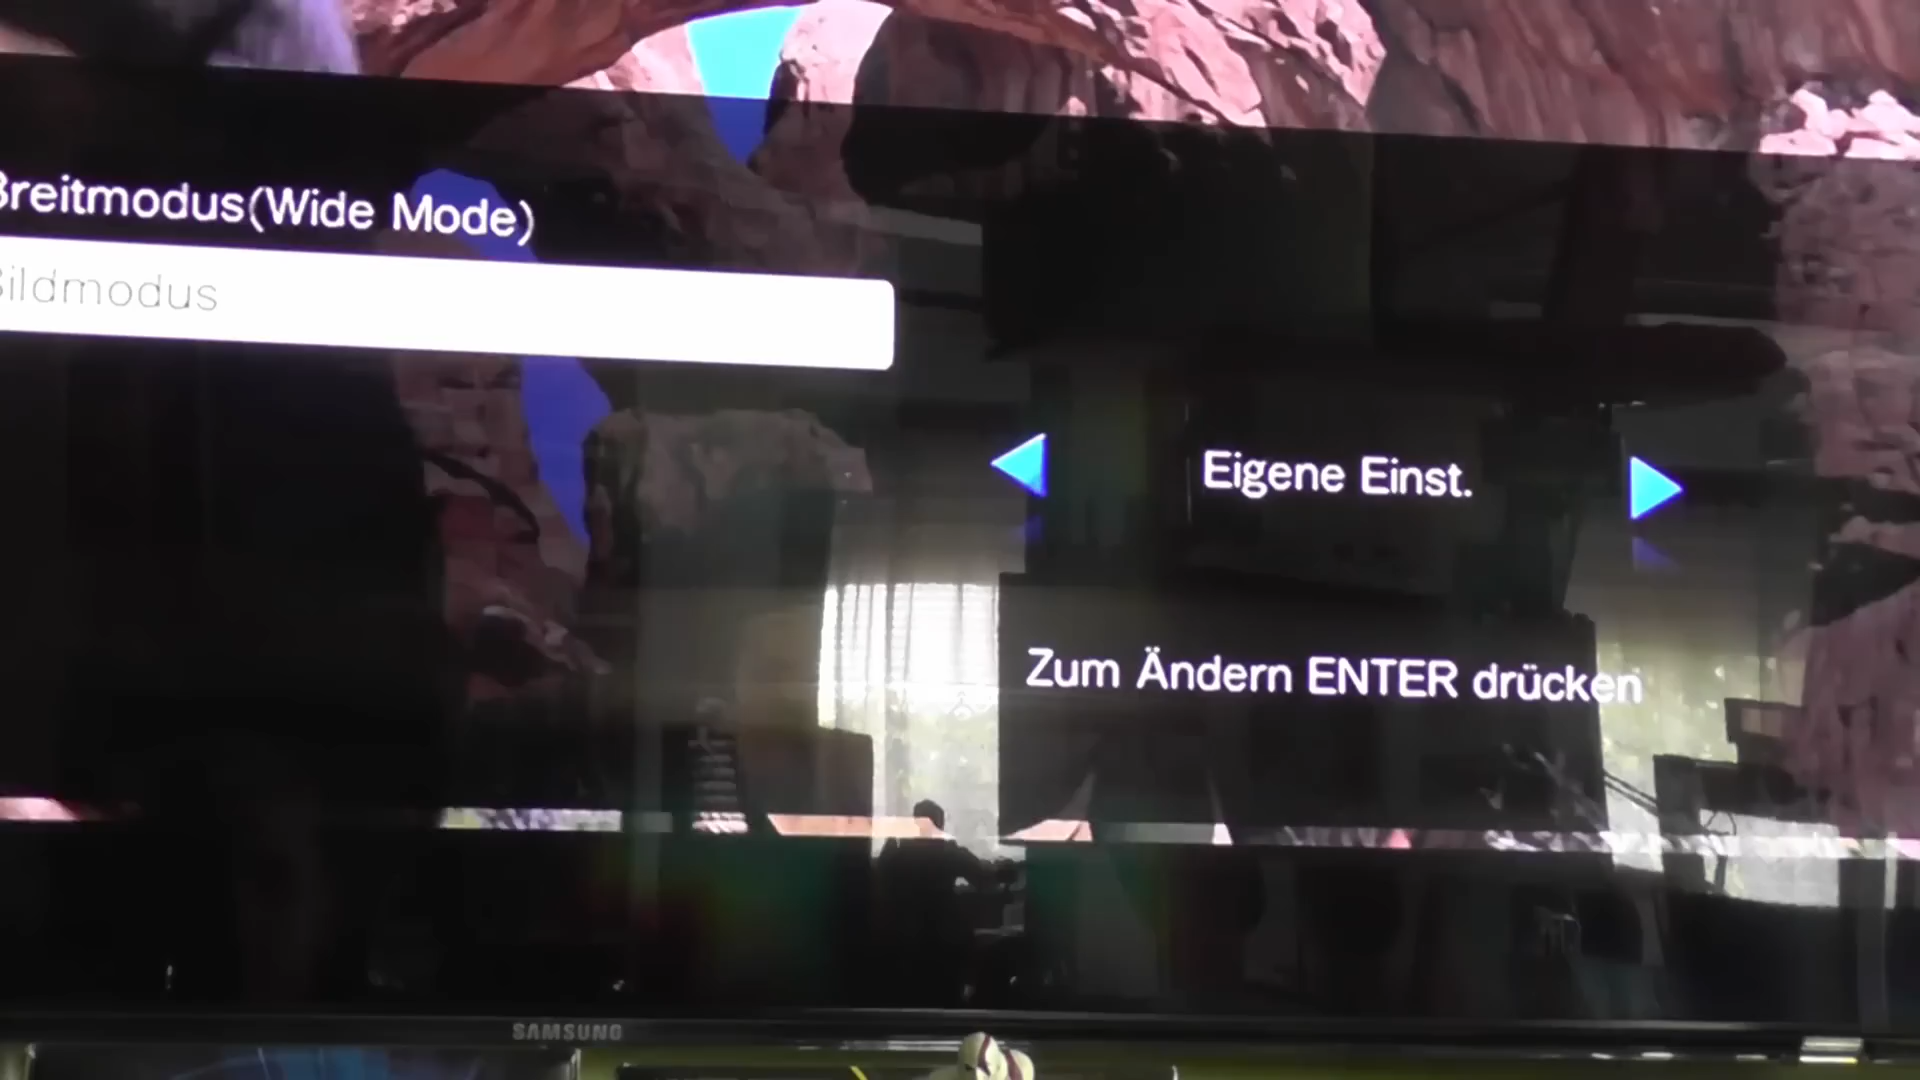 Breitmodus(Wide Mode)
Bildmodus
Eigene Einst.
Zum Ändern ENTER drücken
SAMSUNG